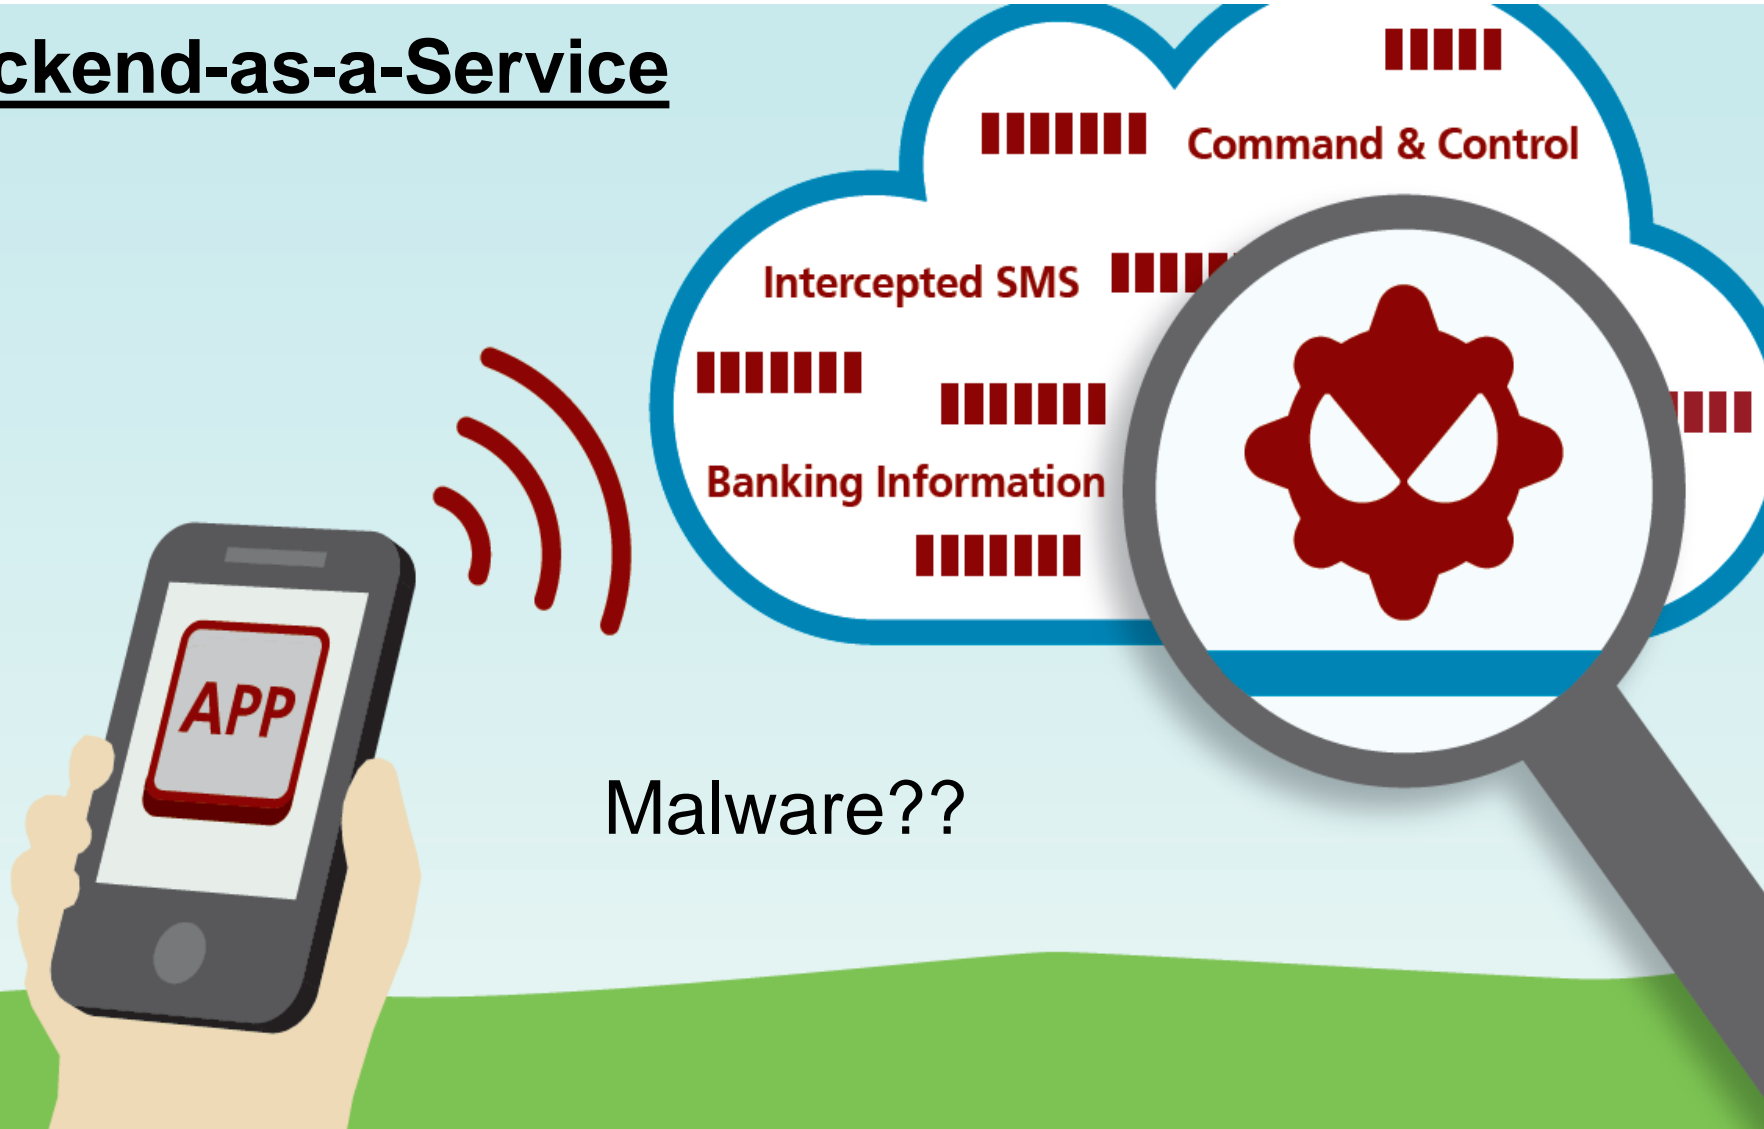 ckend-as-a-Service
Command & Control
Intercepted SMS
Banking Information
APP
Malware??